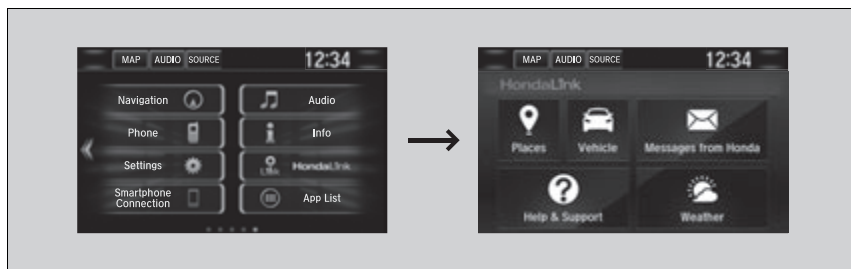 MAP AUDIO SOURCE 12:34
Navigation Audio
Phone Info
Settings HondaLink
Smartphone
Connection
App List
MAP AUDIO SOURCE 12:34
HondaLink
Places Vehicle Messages from Honda
Help & Support Weather